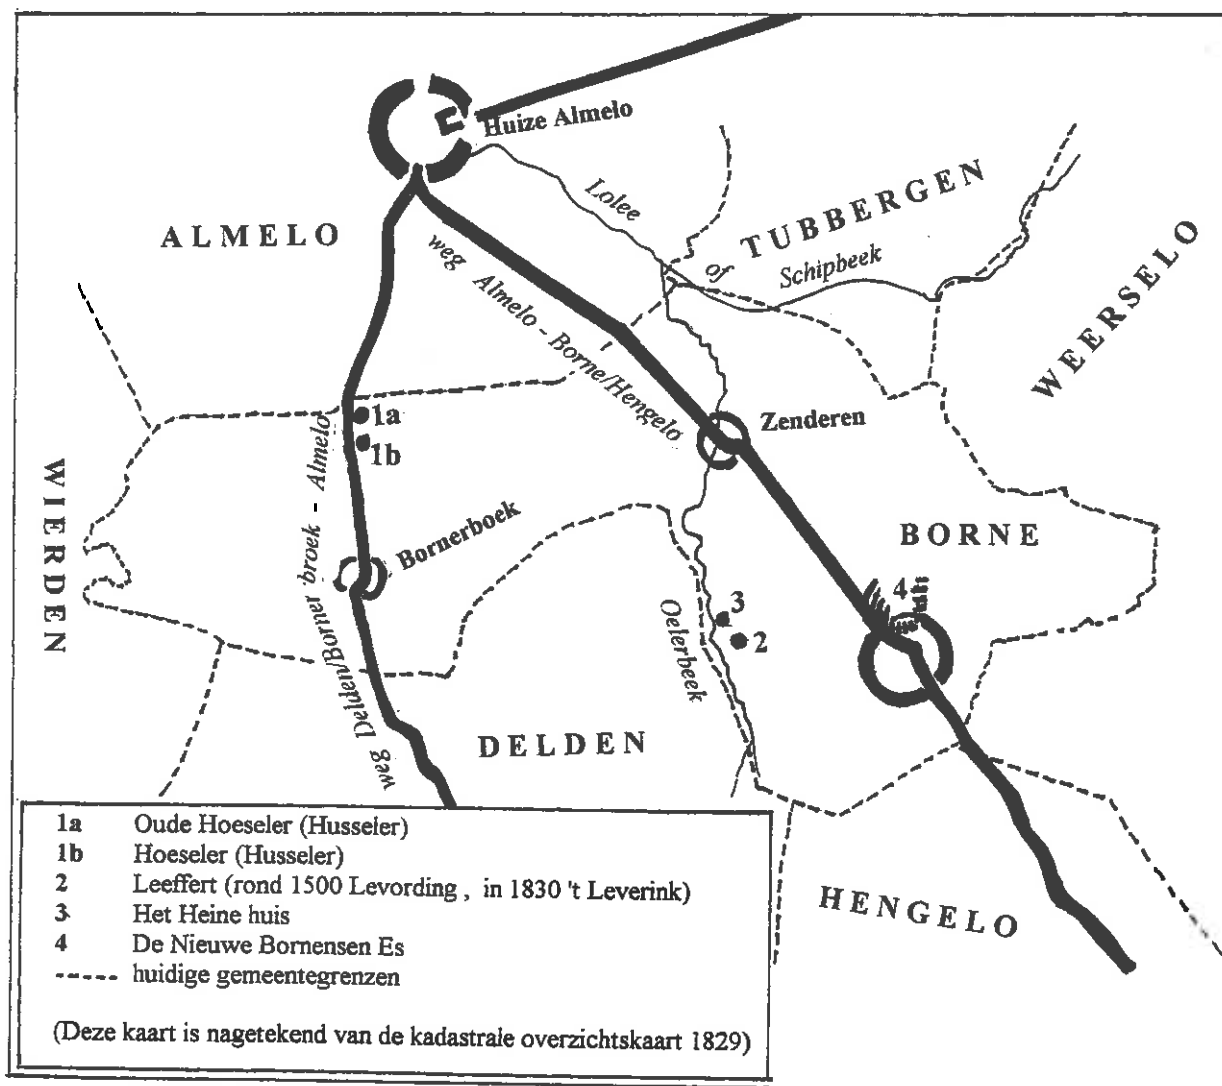 Huize Almelo
Lolee
of
Schipbeek
TUBBERGEN
ALMELO
WEERSELO
weg Almelo - Borne/Hengelo
1a
1b
Zenderen
WIERDEN
weg Delden/Borner broek - Almelo
Bornerboek
BORNE
4
3
2
Oelerbeek
DELDEN
HENGELO
1a Oude Hoeseler (Husseier)
1b Hoeseler (Husseler)
2 Leeffert (rond 1500 Levording , in 1830 't Leverink)
3 Het Heine huis
4 De Nieuwe Bornensen Es
huidige gemeentegrenzen
(Deze kaart is nagetekend van de kadastrale overzichtskaart 1829)